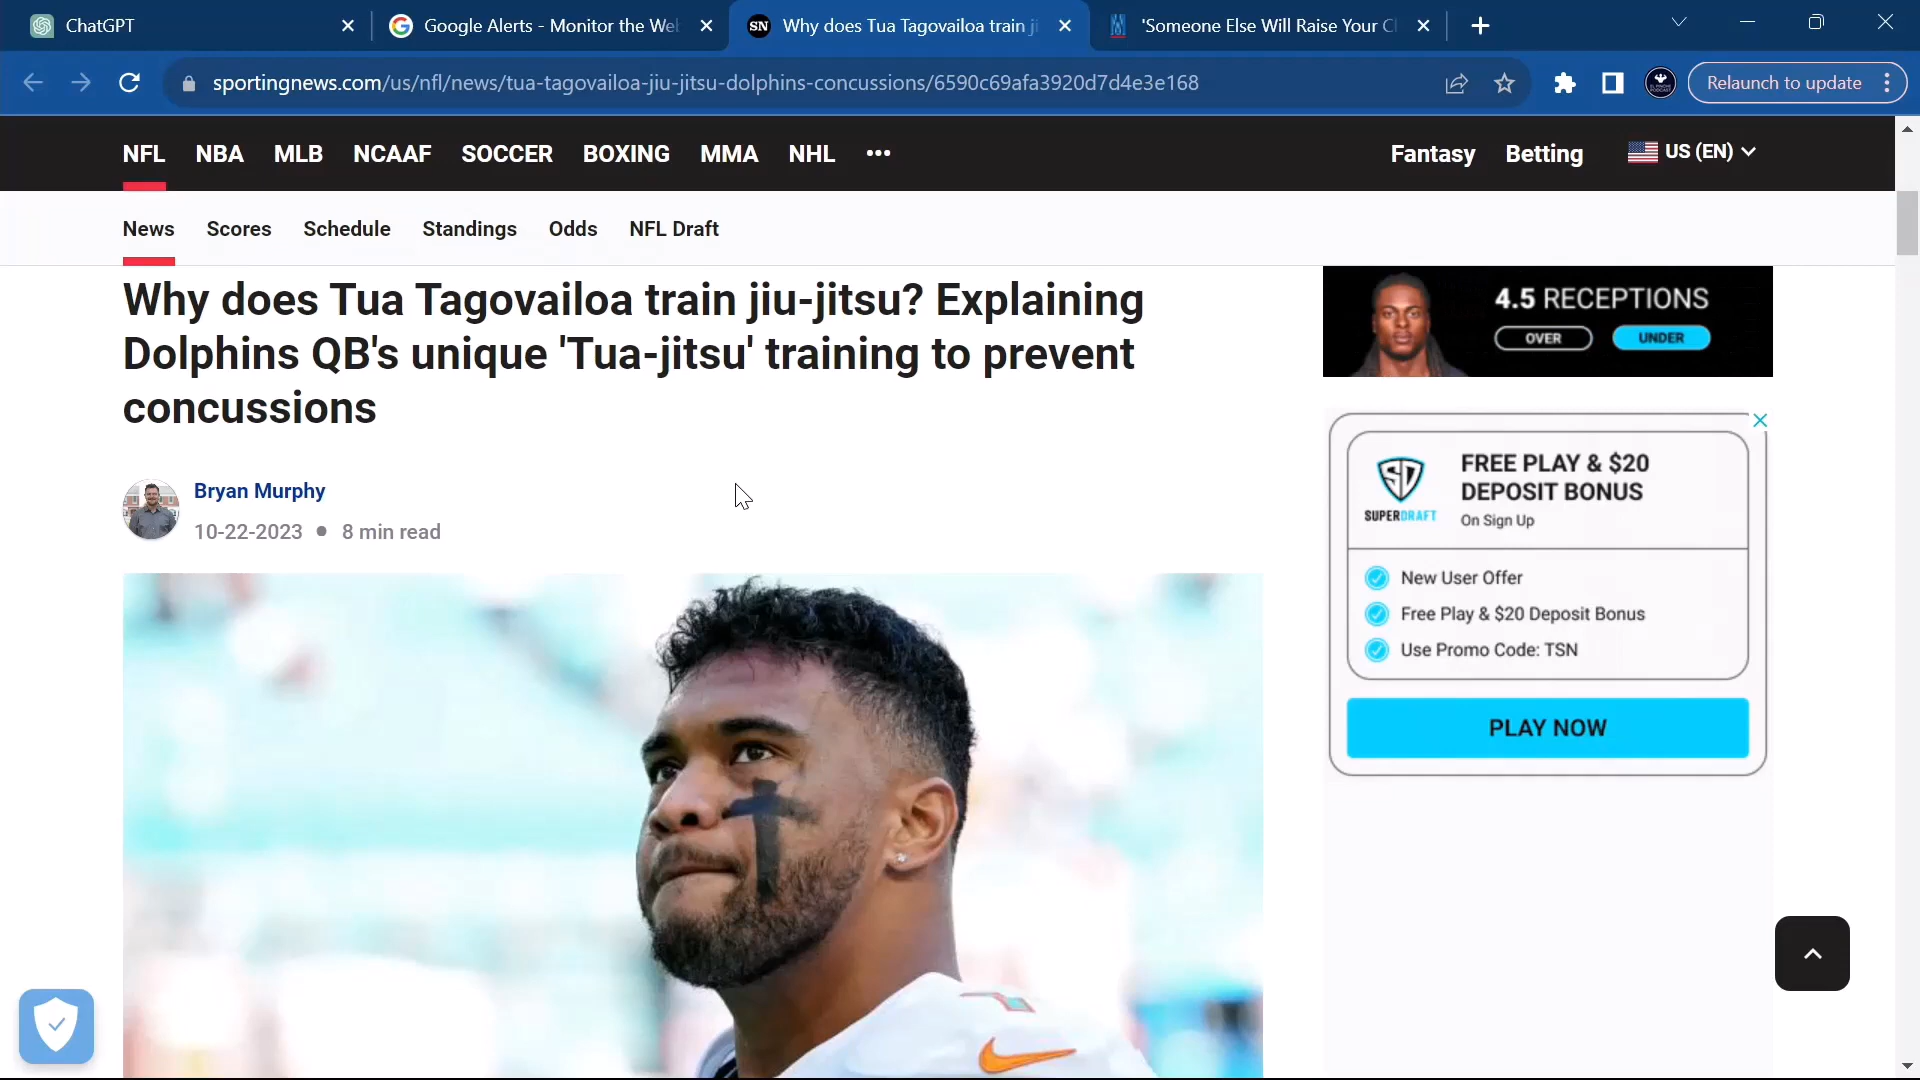 ChatGPT
Google Alerts - Monitor the We
SN Why does Tua Tagovailoa train j
'Someone Else Will Raise Your C
sportingnews.com/us/nfl/news/tua-tagovailoa-jiu-jitsu-dolphins-concussions/6590c69afa3920d7d4e3e168
Relaunch to update
NFL NBA MLB NCAAF SOCCER BOXING MMA NHL •••
Fantasy Betting US (EN)
News Scores Schedule Standings Odds NFL Draft
Why does Tua Tagovailoa train jiu-jitsu? Explaining
Dolphins QB's unique 'Tua-jitsu' training to prevent
concussions
Bryan Murphy
10-22-2023 • 8 min read
4.5 RECEPTIONS
OVER UNDER
SUPERDRAFT
FREE PLAY & $20
DEPOSIT BONUS
On Sign Up
New User Offer
Free Play & $20 Deposit Bonus
Use Promo Code: TSN
PLAY NOW